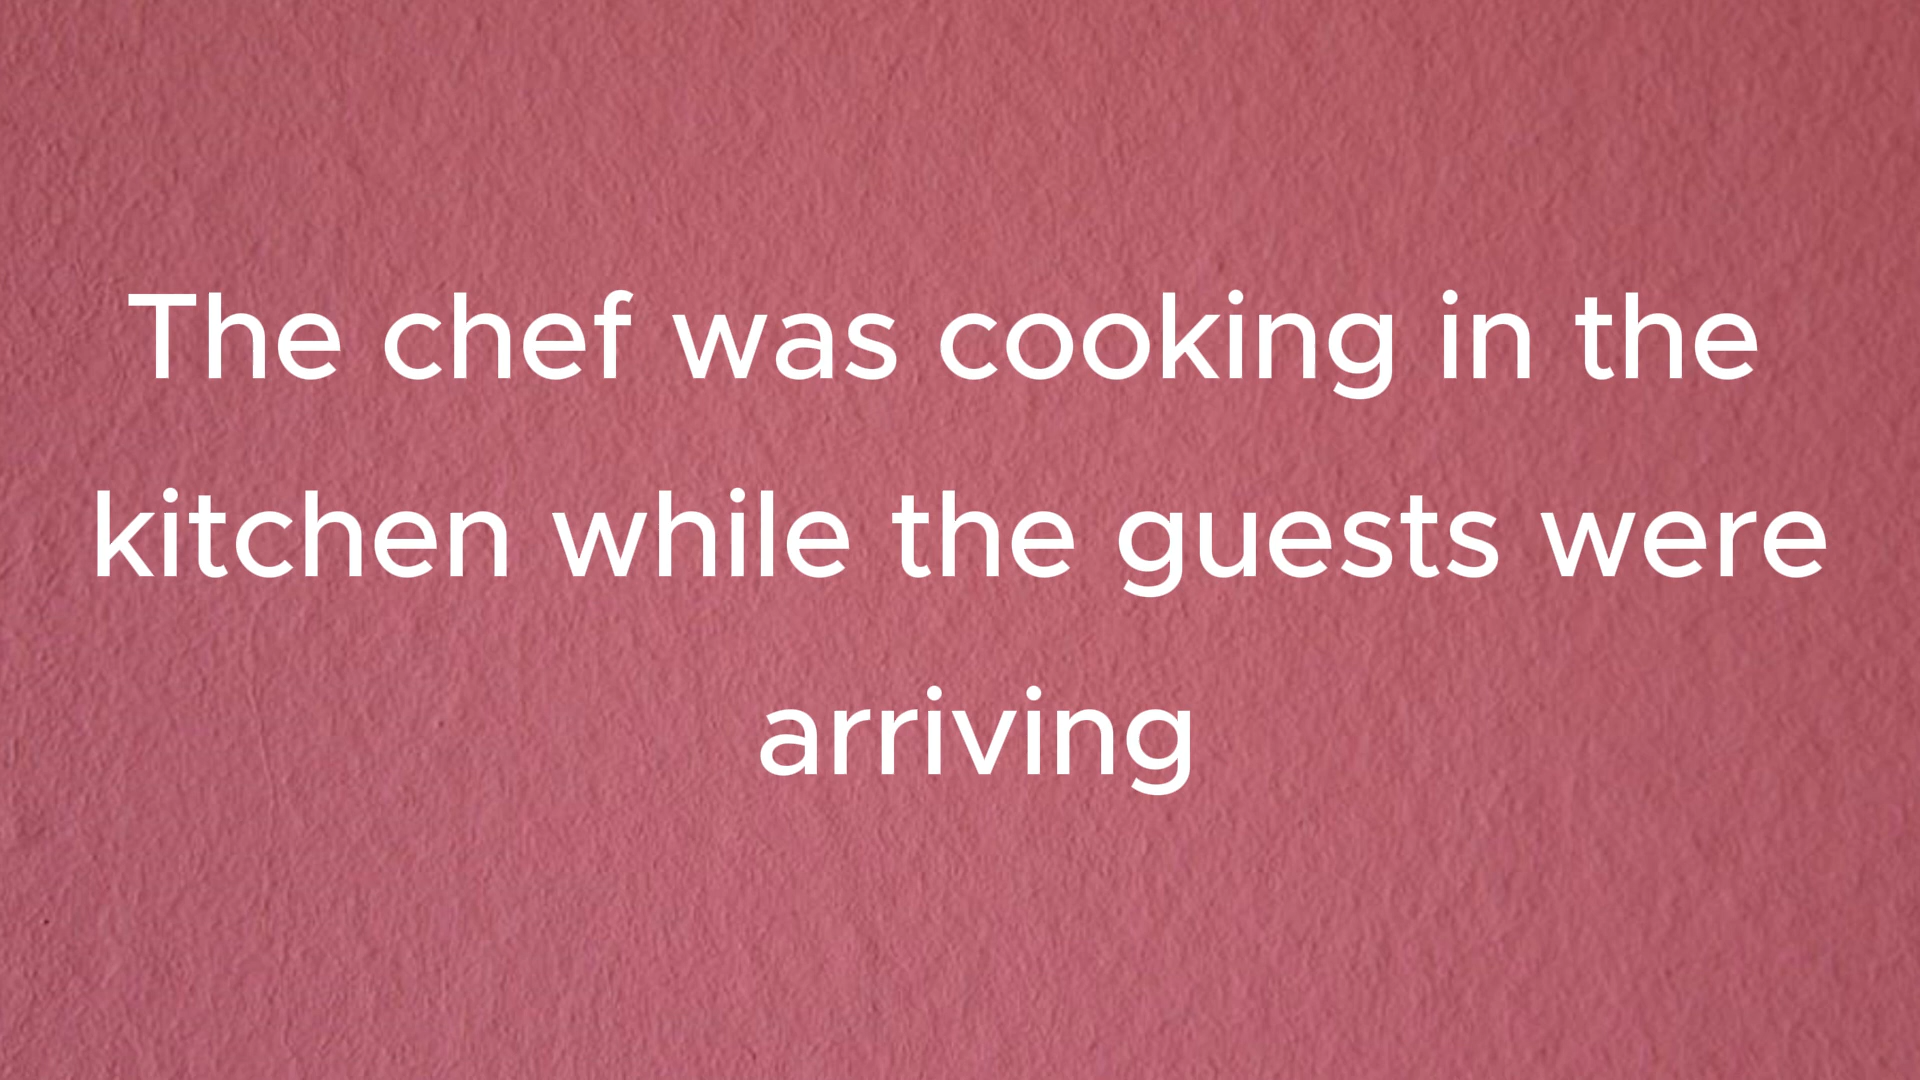 The chef was cooking in the
kitchen while the guests were
arriving